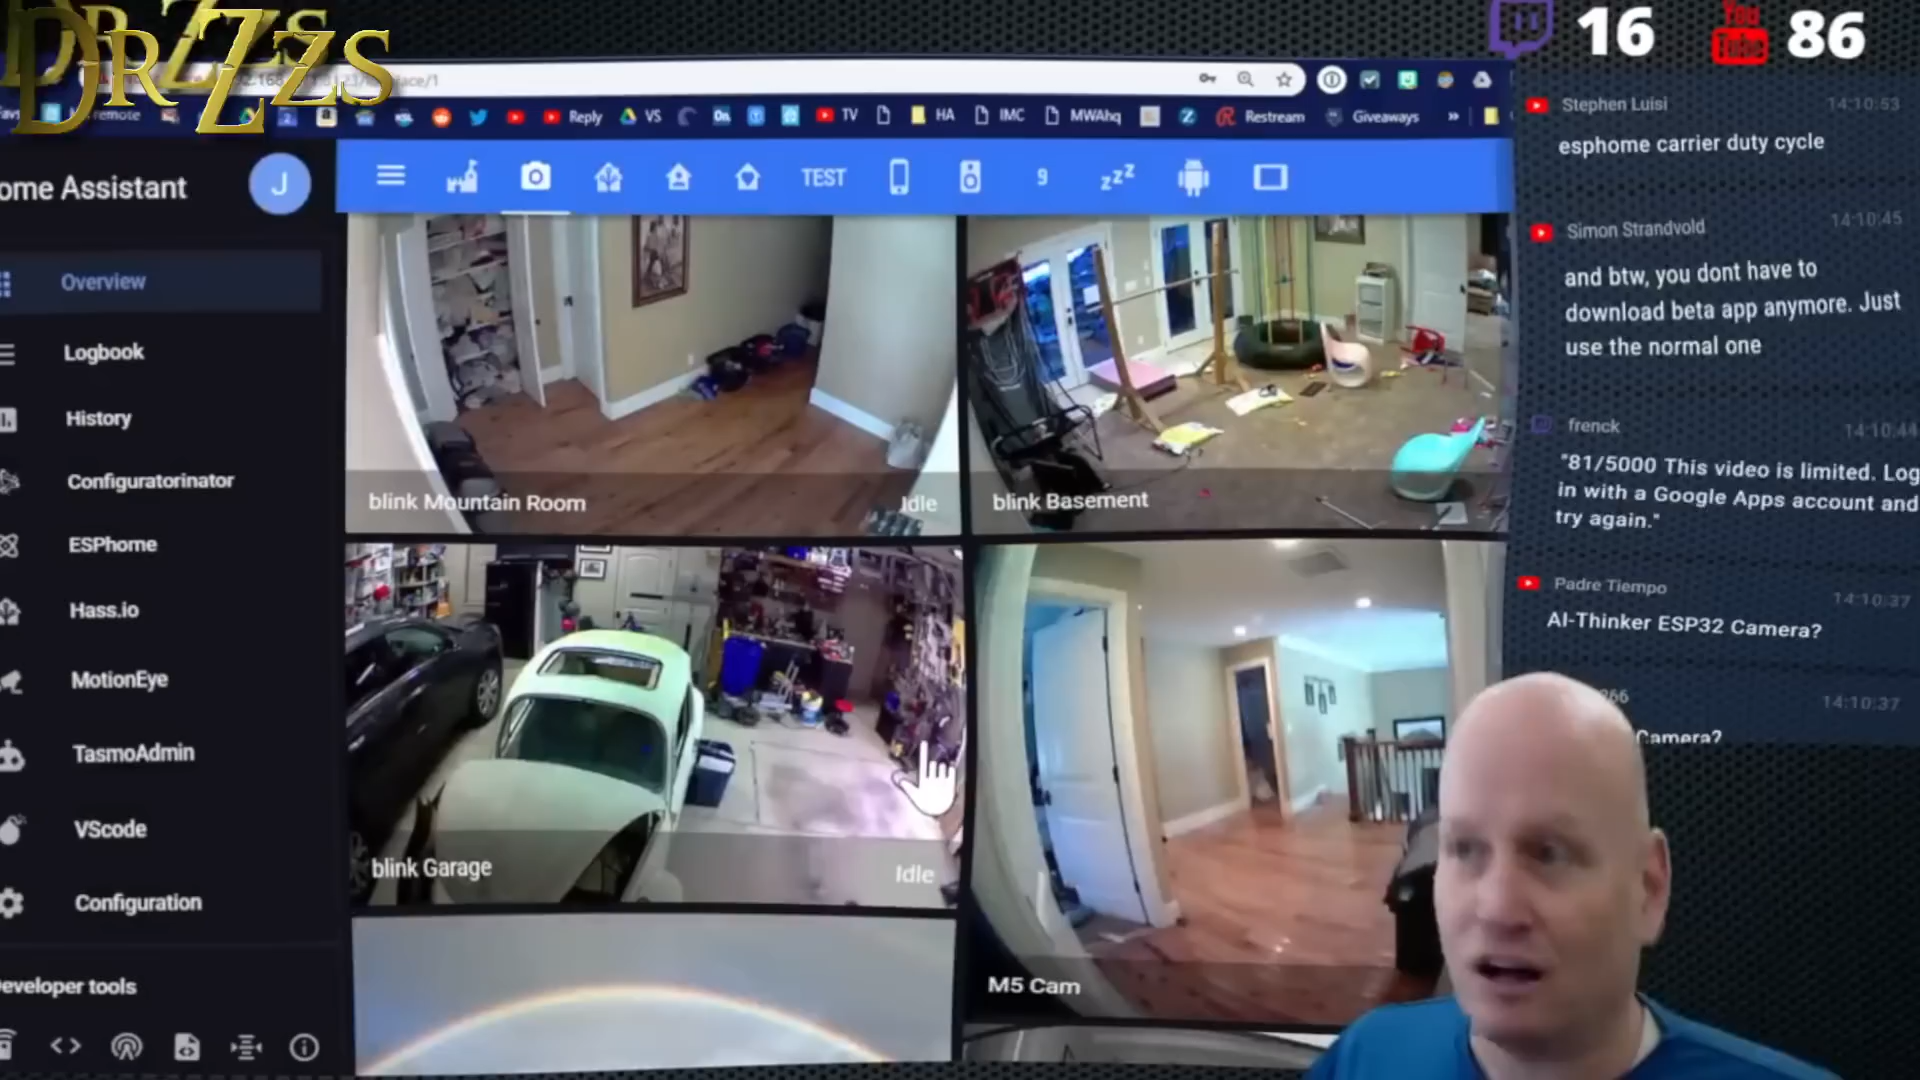 DrZzs
16
You Tube
86
Reply
VS
TV
HA
IMC
MWAhq
Restream
Giveaways
ome Assistant
J
TEST
9
zzz
Overview
Logbook
History
Configuratorinator
ESPhome
Hass.io
MotionEye
TasmoAdmin
VScode
Configuration
eveloper tools
blink Mountain Room
Idle
blink Basement
blink Garage
Idle
M5 Cam
Stephen Luisi
14:10:53
esphome carrier duty cycle
Simon Strandvold
14:10:45
and btw, you dont have to
download beta app anymore. Just
use the normal one
frenck
14:10:44
"81/5000 This video is limited. Log
in with a Google Apps account and
try again."
Padre Tiempo
14:10:37
AI-Thinker ESP32 Camera?
66
14:10:37
Camera?